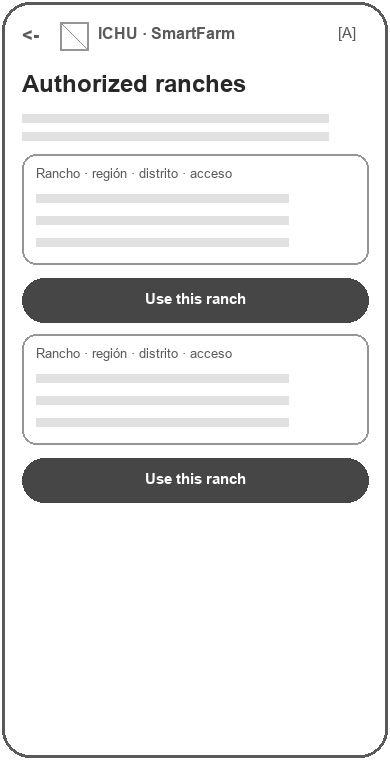 <- ICHU · SmartFarm [A]
Authorized ranches
Rancho · región · distrito · acceso
Use this ranch
Rancho · región · distrito · acceso
Use this ranch